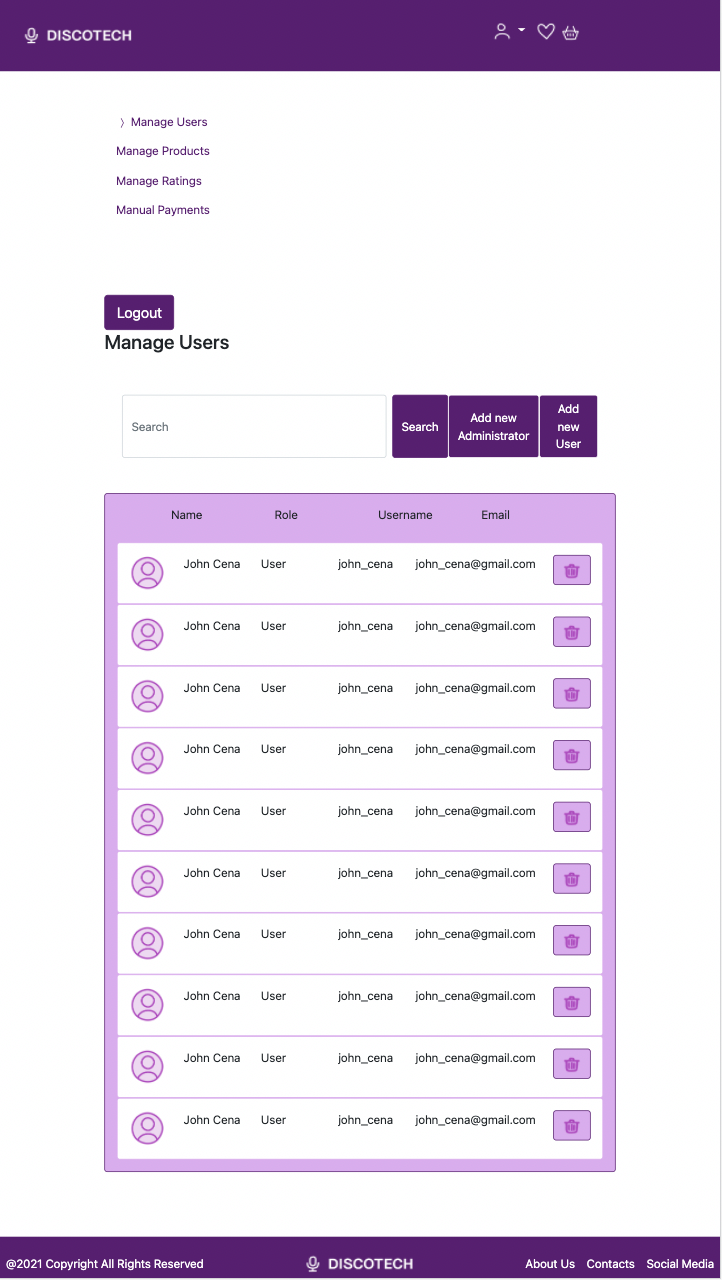 DISCOTECH
〉 Manage Users
Manage Products
Manage Ratings
Manual Payments
Logout
Manage Users
Search
Search
Add new
Administrator
Add
new
User
Name Role Username Email
John Cena User john_cena john_cena@gmail.com
John Cena User john_cena john_cena@gmail.com
John Cena User john_cena john_cena@gmail.com
John Cena User john_cena john_cena@gmail.com
John Cena User john_cena john_cena@gmail.com
John Cena User john_cena john_cena@gmail.com
John Cena User john_cena john_cena@gmail.com
John Cena User john_cena john_cena@gmail.com
John Cena User john_cena john_cena@gmail.com
John Cena User john_cena john_cena@gmail.com
@2021 Copyright All Rights Reserved DISCOTECH About Us Contacts Social Media